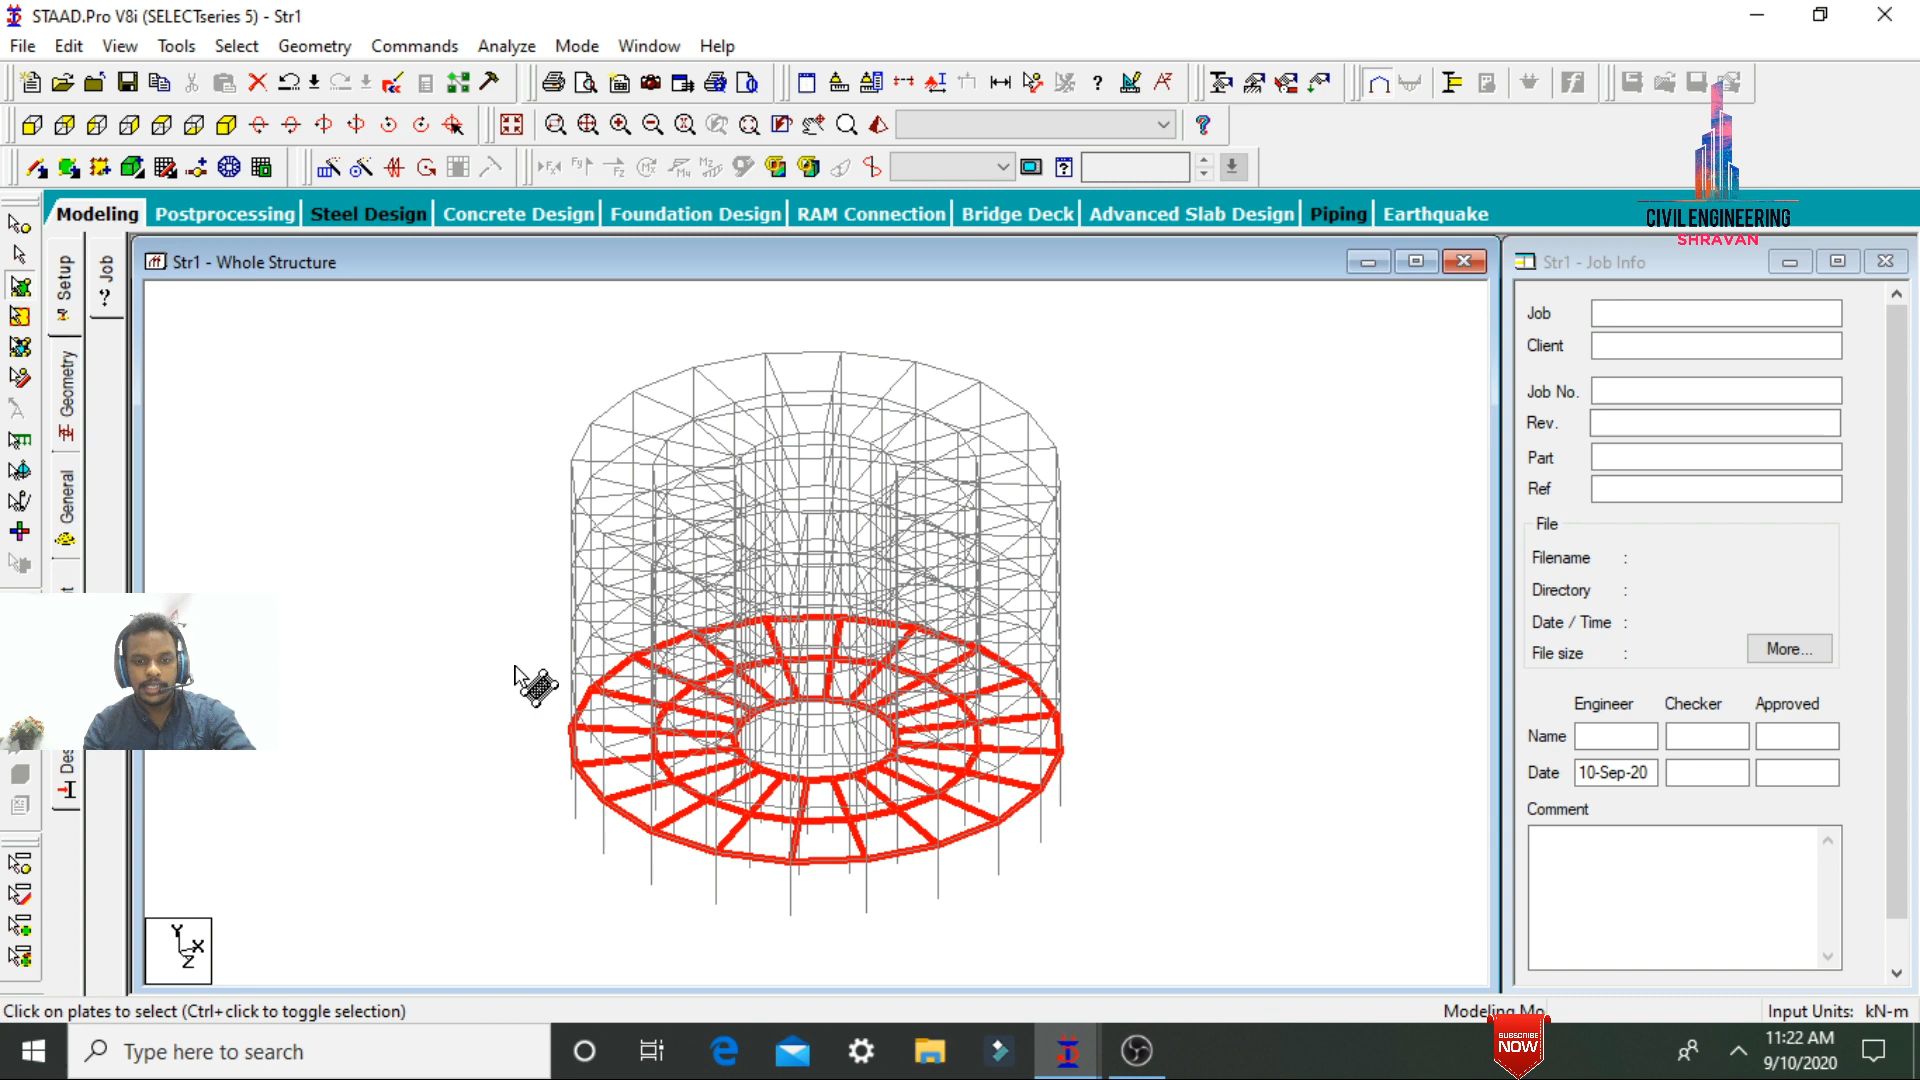 STAAD.Pro V8i (SELECTseries 5) - Str1
File Edit View Tools Select Geometry Commands Analyze Mode Window Help
Modeling Postprocessing Steel Design Concrete Design Foundation Design RAM Connection Bridge Deck Advanced Slab Design Piping Earthquake
CIVIL ENGINEERING
SHRAVAN
Setup
Job
Geometry
General
Str1 - Whole Structure
Str1 - Job Info
Job
Client
Job No.
Rev.
Part
Ref
File
Filename :
Directory :
Date / Time :
File size :
More...
Engineer Checker Approved
Name
Date 10-Sep-20
Comment
Y
X
Z
Click on plates to select (Ctrl+click to toggle selection)
Modeling Mo
Input Units: kN-m
Type here to search
SUBSCRIBE
NOW
11:22 AM
9/10/2020